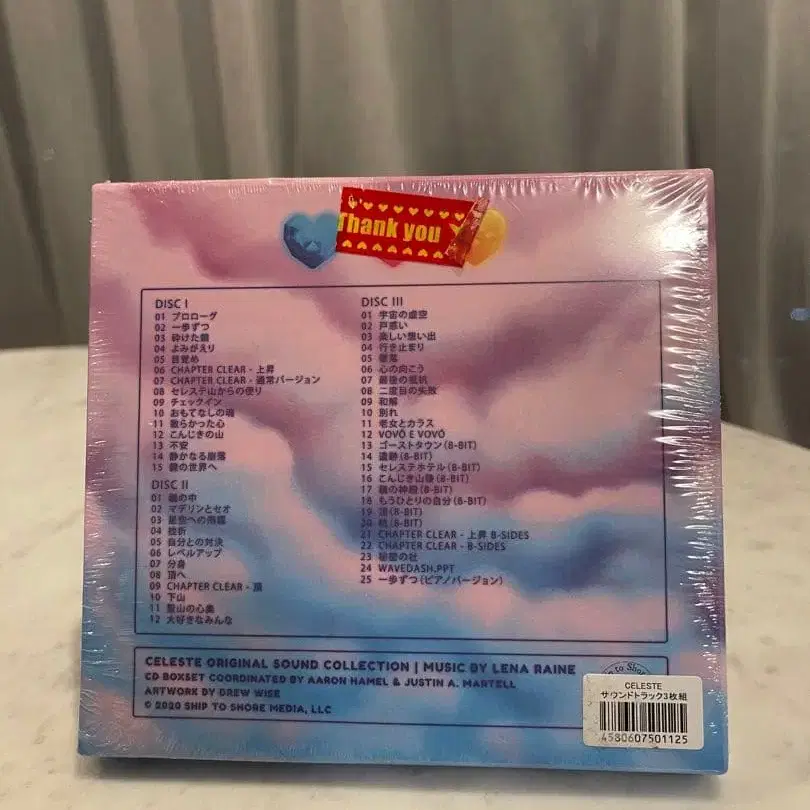 Thank you
DISC I
01 プロローグ
02 一歩ずつ
03 砕けた鏡
04 よみがえり
05 目覚め
06 CHAPTER CLEAR - 上昇
07 CHAPTER CLEAR - 通常バージョン
08 セレステ山からの便り
09 チェックイン
10 おもてなしの魂
11 散らかった心
12 こんじきの山
13 不安
14 静かなる崩落
15 鏡の世界へ
DISC II
01 鏡の中
02 マデリンとセオ
03 星空への飛躍
04 挫折
05 自分との対決
06 レベルアップ
07 分身
08 頂へ
09 CHAPTER CLEAR - 頂
10 下山
11 聖山の心奥
12 大好きなみんな
DISC III
01 宇宙の虚空
02 戸惑い
03 楽しい想い出
04 行き止まり
05
06 心の向こう
07 最後の抵抗
08 二度目の失敗
09 和解
10 別れ
11 老女とカラス
12 VOVÔ E VOVÓ
13 ゴーストタウン(8-BIT)
14 遺跡(8-BIT)
15 セレステホテル(8-BIT)
16 こんじき山陵(8-BIT)
17 鏡の神殿(8-BIT)
18 もうひとりの自分(8-BIT)
19 頂(8-BIT)
20 核(8-BIT)
21 CHAPTER CLEAR - 上昇 B-SIDES
22 CHAPTER CLEAR - B-SIDES
23 秘密の社
24 WAVEDASH.PPT
25 一歩ずつ(ピアノバージョン)
CELESTE ORIGINAL SOUND COLLECTION | MUSIC BY LENA RAINE
CD BOXSET COORDINATED BY AARON HAMEL & JUSTIN A. MARTELL
ARTWORK BY DREW WISE
© 2020 SHIP TO SHORE MEDIA, LLC
to Shore
CELESTE
サウンドトラック3枚組
4580607501125